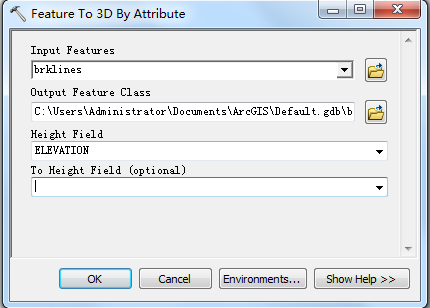 Feature To 3D By Attribute
Input Features
brklines
Output Feature Class
C:\Users\Administrator\Documents\ArcGIS\Default.gdb\b
Height Field
ELEVATION
To Height Field (optional)
OK Cancel Environments... Show Help >>